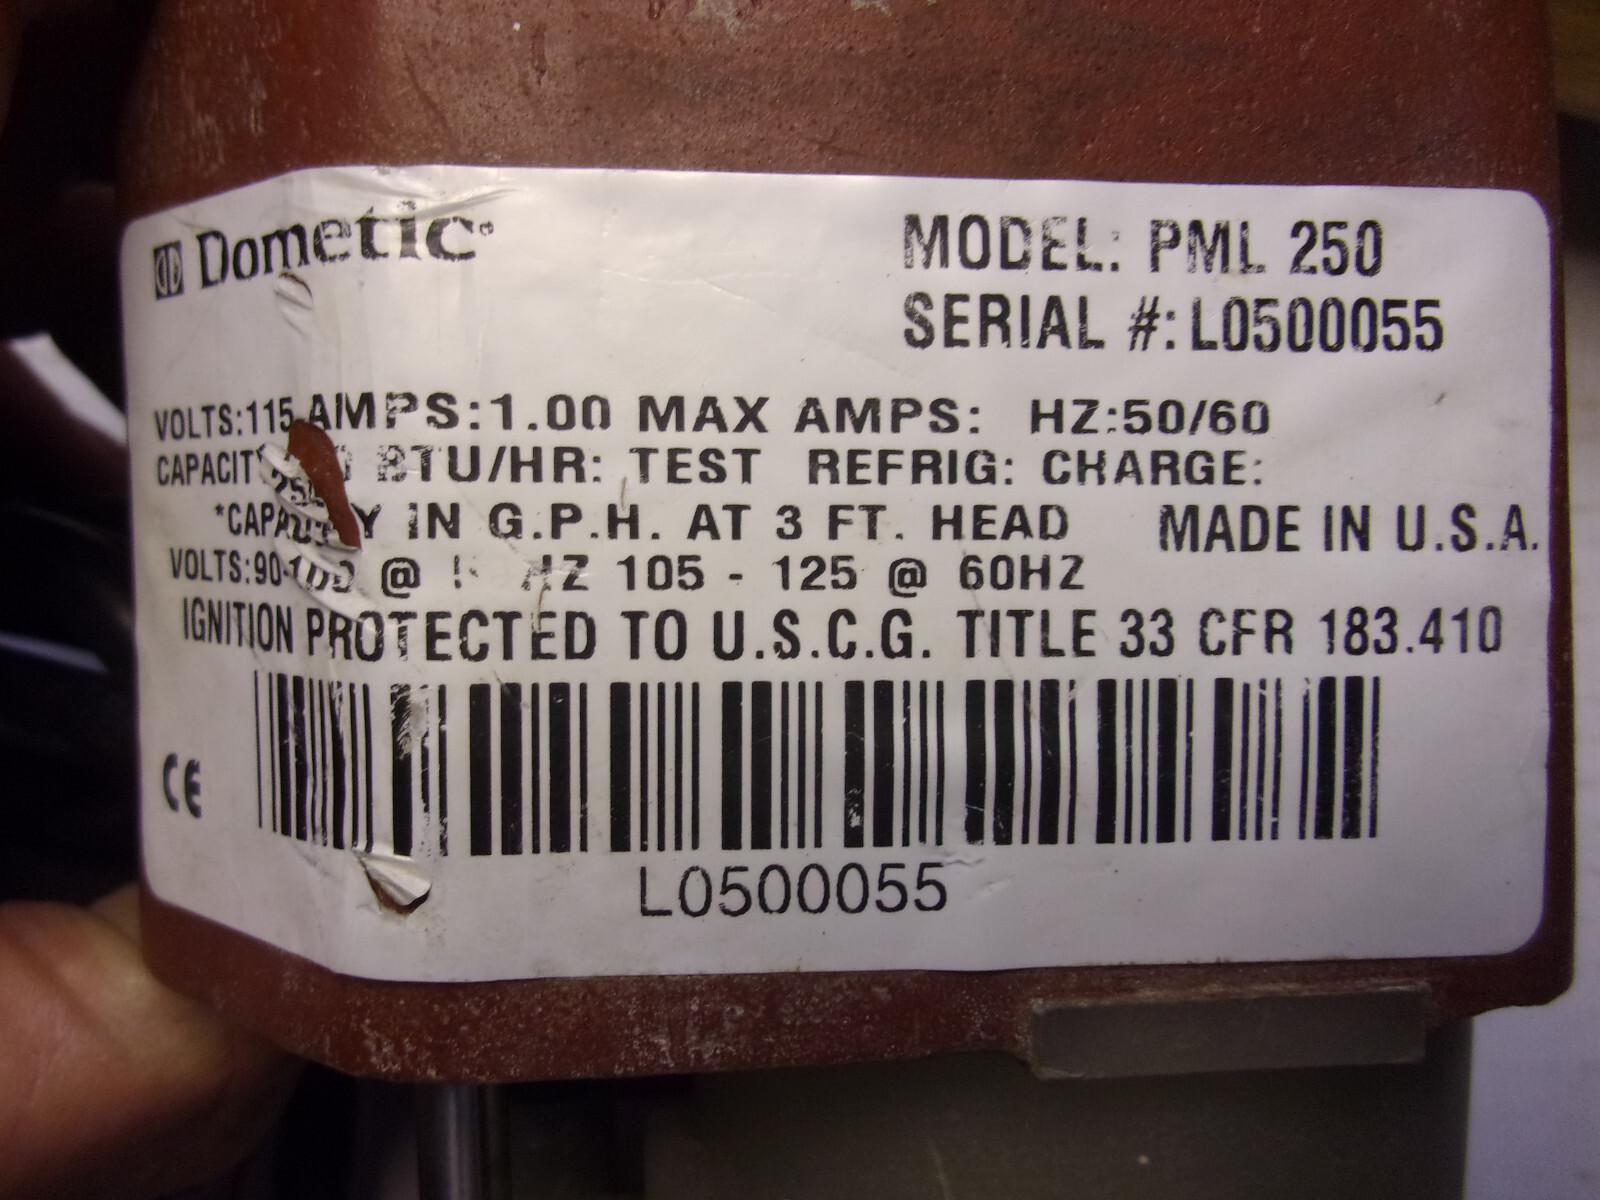 Dometic
MODEL: PML 250
SERIAL #: L0500055
VOLTS:115 AMPS:1.00 MAX AMPS: HZ:50/60
BTU/HR: TEST REFRIG: CHARGE:
IN G.P.H. AT 3 FT. HEAD
MADE IN U.S.A.
@ HZ 105 - 125 @ 60HZ
IGNITION PROTECTED TO U.S.C.G. TITLE 33 CFR 183.410
CE
L0500055